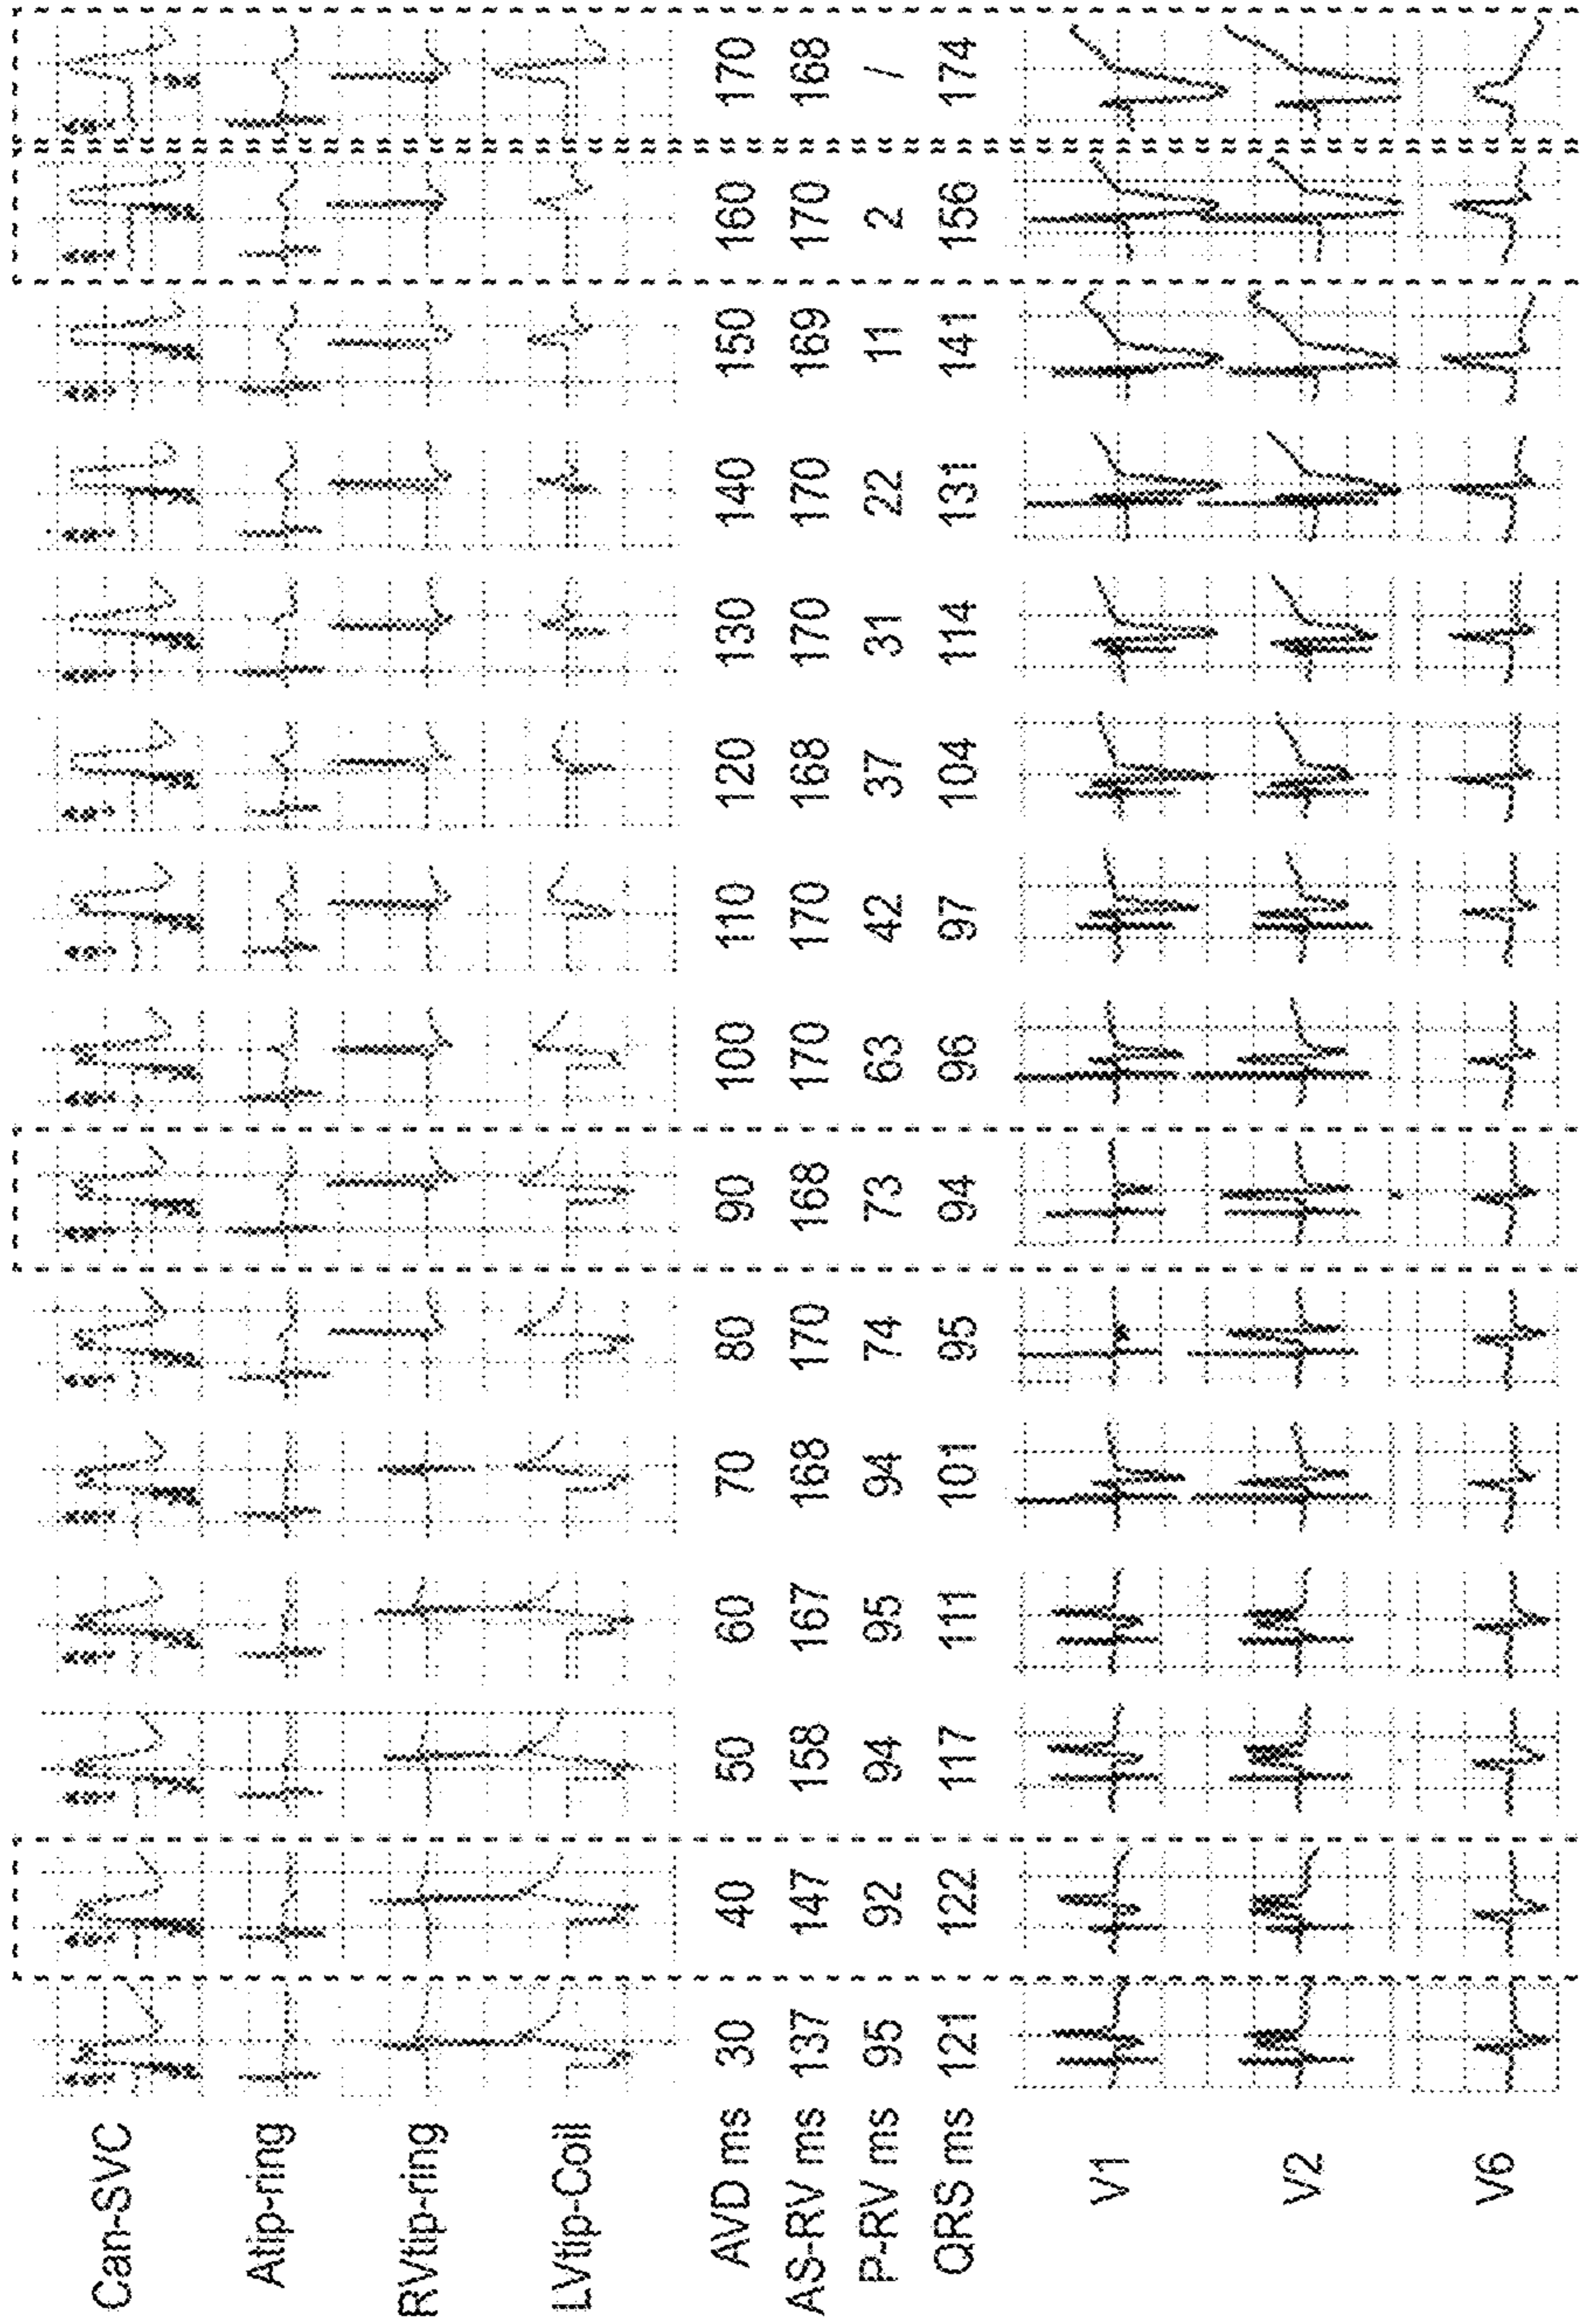 Can-SVC
Atip-ring
RVtip-ring
LVtip-Coil
AVD ms 30 40 50 60 70 80 90 100 110 120 130 140 150 160 170
AS-RV ms 137 147 158 167 168 170 168 170 170 168 170 170 169 170 168
P-RV ms 95 92 94 95 94 74 73 63 42 37 31 22 11 2 /
QRS ms 121 122 117 111 101 95 94 96 97 104 114 131 141 156 174
V1
V2
V6